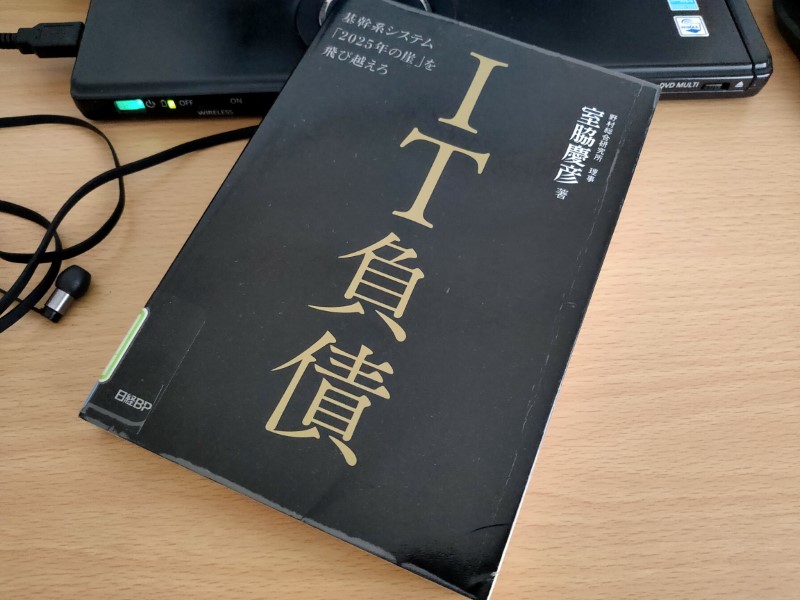 基幹系システム
「2025年の崖」を
飛び越えろ
IT負債
野村総合研究所 理事
室脇慶彦 著
日経BP
OFF
ON
WIRELESS
DVD MULTI